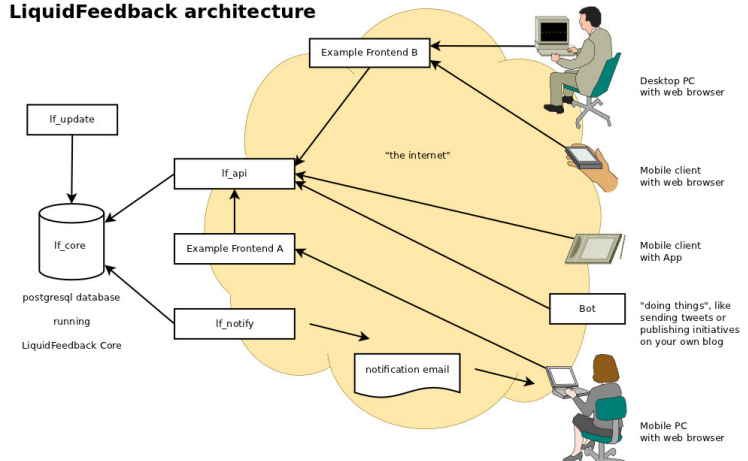 LiquidFeedback architecture
Example Frontend B
Desktop PC
with web browser
lf_update
"the internet"
lf_api
Mobile client
with web browser
lf_core
Example Frontend A
Mobile client
with App
postgresql database
running
LiquidFeedback Core
lf_notify
Bot
"doing things", like
sending tweets or
publishing initiatives
on your own blog
notification email
Mobile PC
with web browser